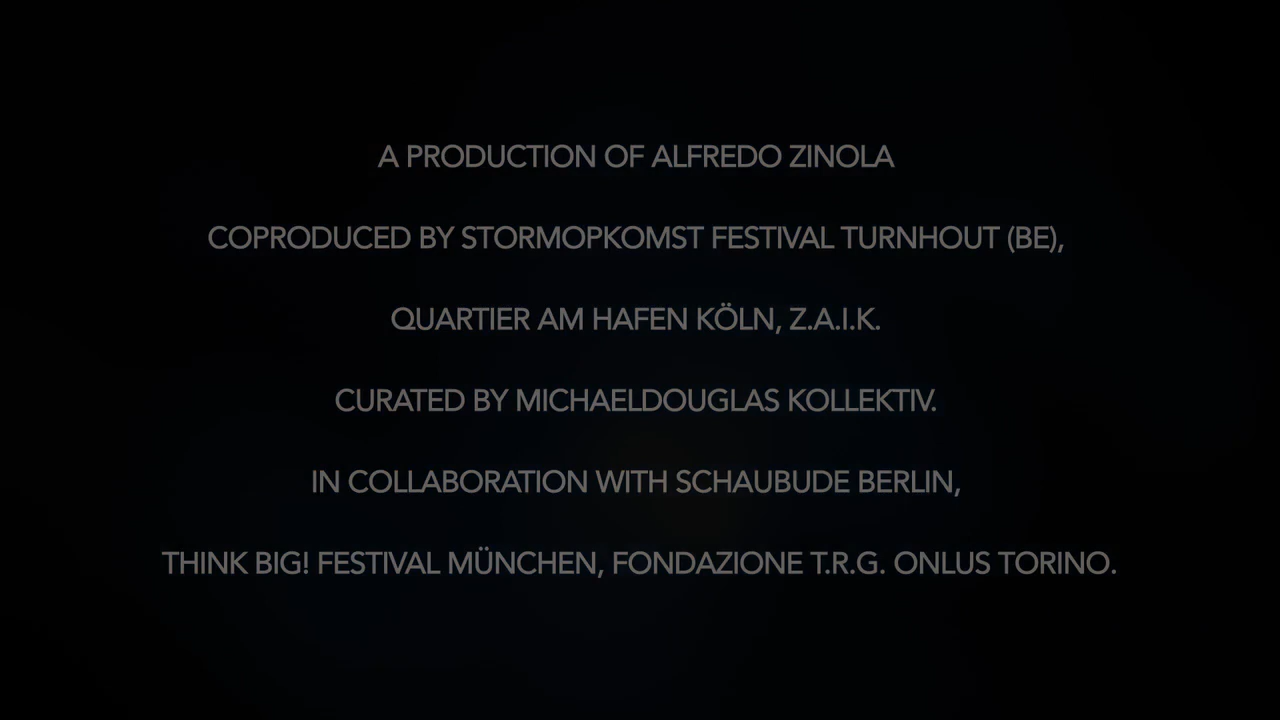 A PRODUCTION OF ALFREDO ZINOLA
COPRODUCED BY STORMOPKOMST FESTIVAL TURNHOUT (BE),
QUARTIER AM HAFEN KÖLN, Z.A.I.K.
CURATED BY MICHAELDOUGLAS KOLLEKTIV.
IN COLLABORATION WITH SCHAUBUDE BERLIN,
THINK BIG! FESTIVAL MÜNCHEN, FONDAZIONE T.R.G. ONLUS TORINO.